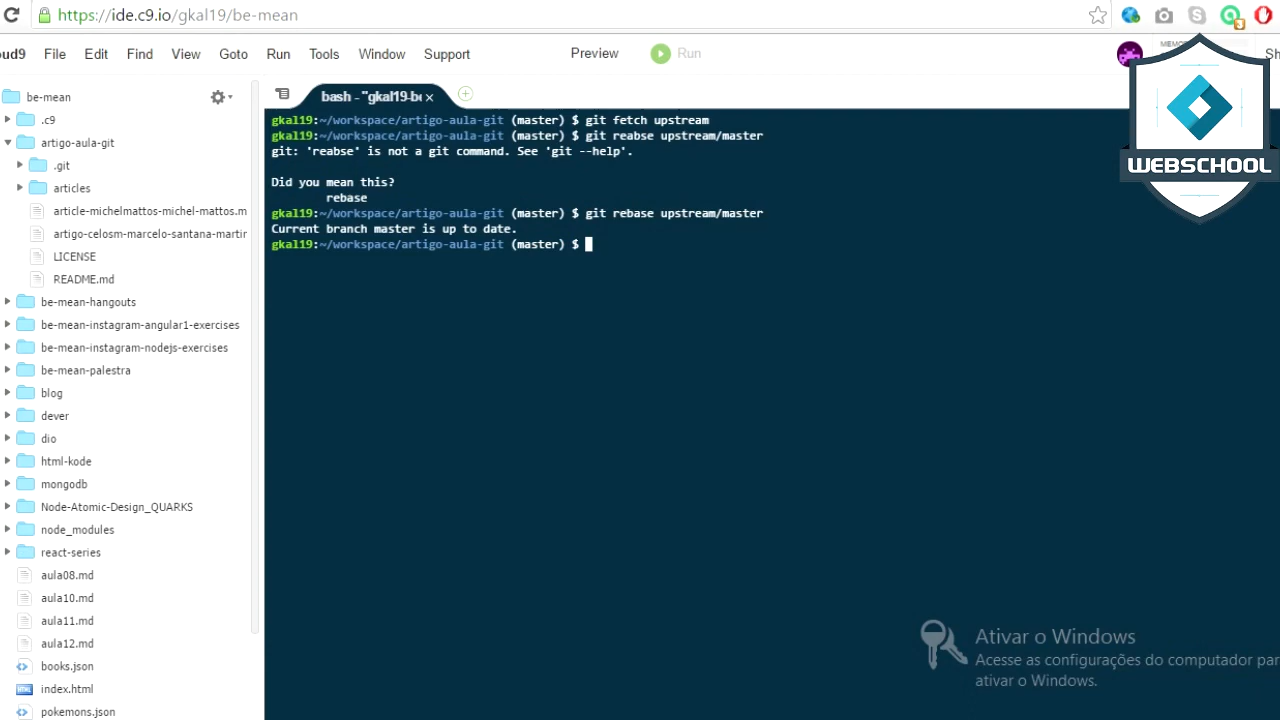 https://ide.c9.io/gkal19/be-mean
oud9 File Edit Find View Goto Run Tools Window Support Preview Run
MEMO
Sh
be-mean
.c9
artigo-aula-git
.git
articles
article-michelmattos-michel-mattos.m
artigo-celosm-marcelo-santana-martir
LICENSE
README.md
be-mean-hangouts
be-mean-instagram-angular1-exercises
be-mean-instagram-nodejs-exercises
be-mean-palestra
blog
dever
dio
html-kode
mongodb
Node-Atomic-Design_QUARKS
node_modules
react-series
aula08.md
aula10.md
aula11.md
aula12.md
books.json
index.html
pokemons.json
bash - "gkal19-be
gkal19:~/workspace/artigo-aula-git (master) $ git fetch upstream
gkal19:~/workspace/artigo-aula-git (master) $ git reabse upstream/master
git: 'reabse' is not a git command. See 'git --help'.
Did you mean this?
rebase
gkal19:~/workspace/artigo-aula-git (master) $ git rebase upstream/master
Current branch master is up to date.
gkal19:~/workspace/artigo-aula-git (master) $
WEBSCHOOL
Ativar o Windows
Acesse as configurações do computador par
ativar o Windows.